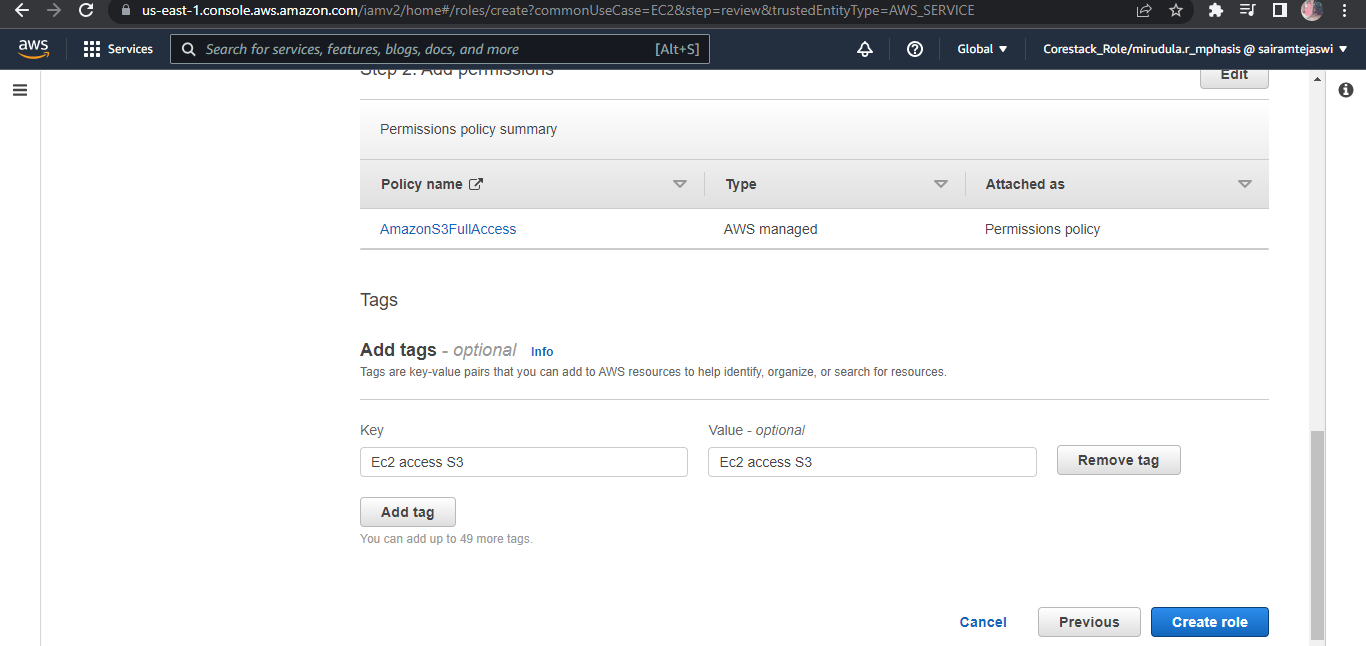 us-east-1.console.aws.amazon.com/iamv2/home#/roles/create?commonUseCase=EC2&step=review&trustedEntityType=AWS_SERVICE
aws Services Search for services, features, blogs, docs, and more [Alt+S] Global Corestack_Role/mirudula.r_mphasis @ sairamtejaswi
Step 2: Add permissions Edit
Permissions policy summary
Policy name Type Attached as
AmazonS3FullAccess AWS managed Permissions policy
Tags
Add tags - optional Info
Tags are key-value pairs that you can add to AWS resources to help identify, organize, or search for resources.
Key Value - optional
Ec2 access S3 Ec2 access S3 Remove tag
Add tag
You can add up to 49 more tags.
Cancel Previous Create role